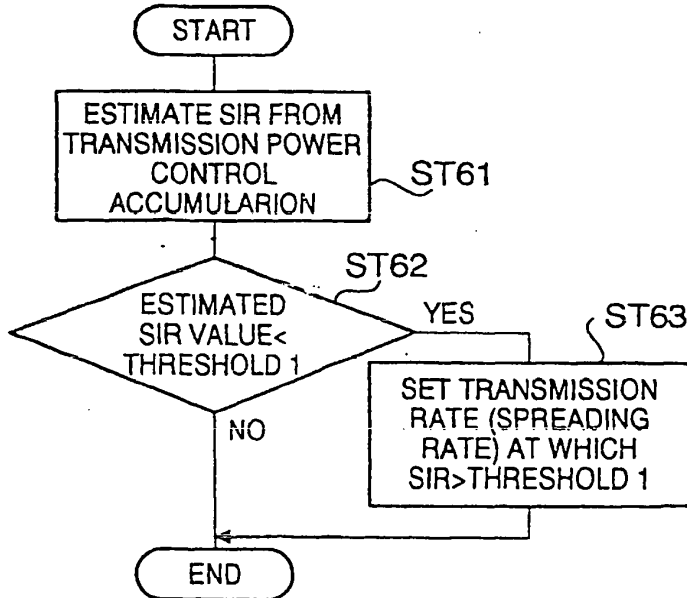 START
ESTIMATE SIR FROM
TRANSMISSION POWER
CONTROL
ACCUMULARION
ST61
ST62
ESTIMATED
SIR VALUE<
THRESHOLD 1
YES
NO
ST63
SET TRANSMISSION
RATE (SPREADING
RATE) AT WHICH
SIR>THRESHOLD 1
END